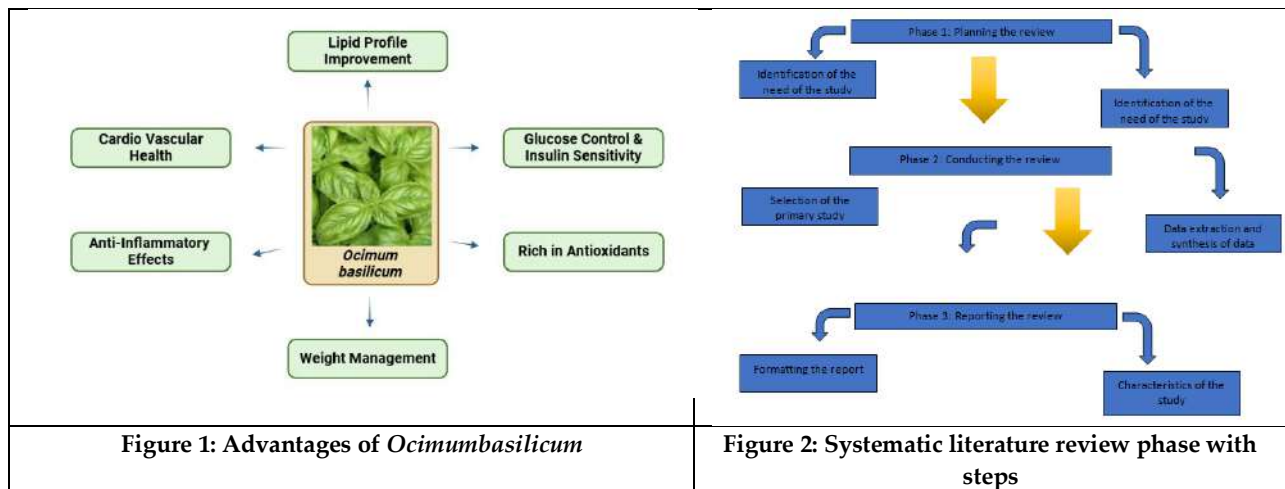 Lipid Profile
Improvement
Cardio Vascular
Health
Glucose Control &
Insulin Sensitivity
Anti-Inflammatory
Effects
Ocimum
basilicum
Rich in Antioxidants
Weight Management
Figure 1: Advantages of Ocimumbasilicum
Phase 1: Planning the review
Identification of the
need of the study
Identification of the
need of the study
Phase 2: Conducting the review
Selection of the
primary study
Data extraction and
synthesis of data
Phase 3: Reporting the review
Formatting the report
Characteristics of the
study
Figure 2: Systematic literature review phase with
steps